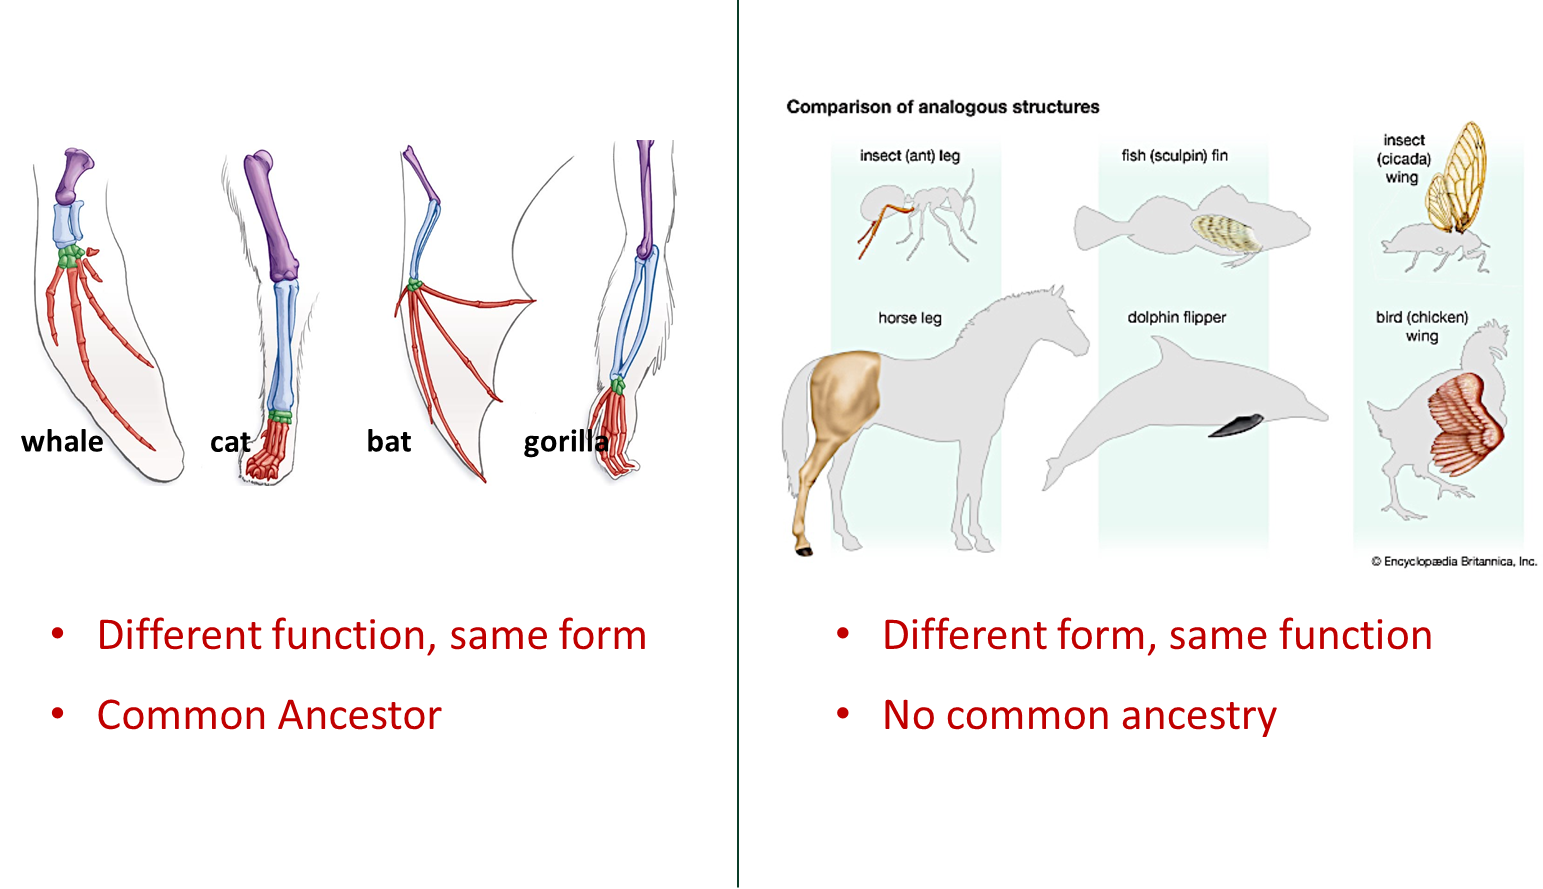 whale
cat
bat
gorilla
• Different function, same form
• Common Ancestor
Comparison of analogous structures
insect (ant) leg
fish (sculpin) fin
insect
(cicada)
wing
horse leg
dolphin flipper
bird (chicken)
wing
© Encyclopædia Britannica, Inc.
• Different form, same function
• No common ancestry